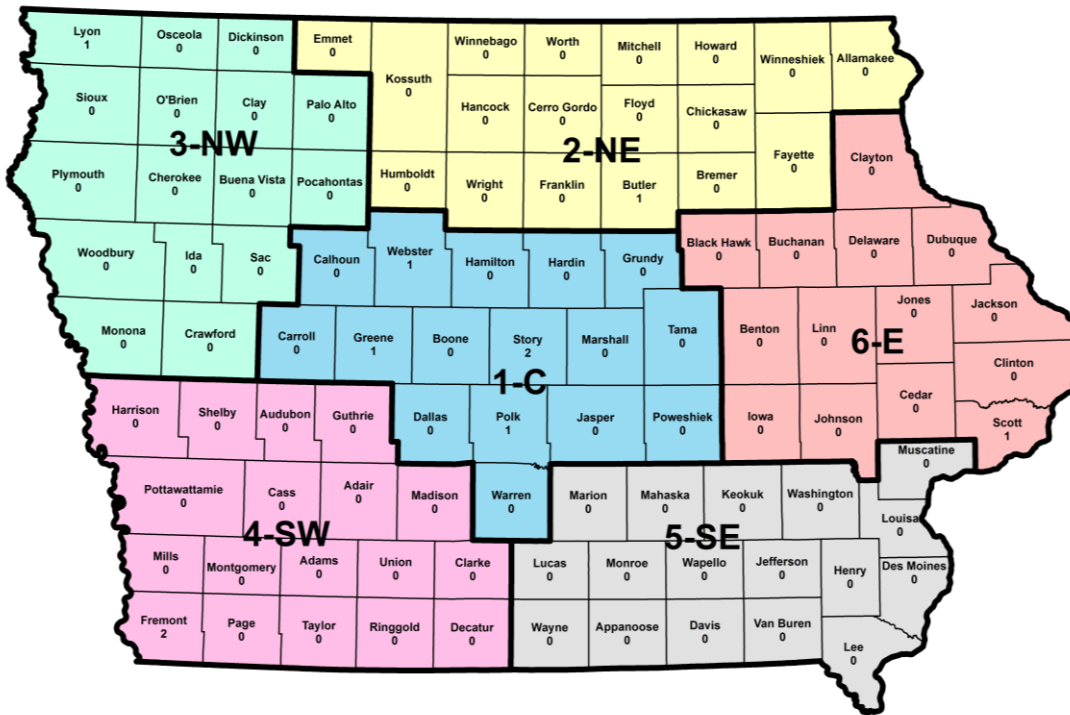 Lyon
1
Osceola
0
Dickinson
0
Emmet
0
Kossuth
0
Winnebago
0
Worth
0
Mitchell
0
Howard
0
Winneshiek
0
Allamakee
0
Sioux
0
O'Brien
0
Clay
0
Palo Alto
0
Hancock
0
Cerro Gordo
0
Floyd
0
Chickasaw
0
3-NW
2-NE
Plymouth
0
Cherokee
0
Buena Vista
0
Pocahontas
0
Humboldt
0
Wright
0
Franklin
0
Butler
1
Bremer
0
Fayette
0
Clayton
0
Woodbury
0
Ida
0
Sac
0
Calhoun
0
Webster
1
Hamilton
0
Hardin
0
Grundy
0
Black Hawk
0
Buchanan
0
Delaware
0
Dubuque
0
Monona
0
Crawford
0
Carroll
0
Greene
1
Boone
0
Story
2
Marshall
0
Tama
0
Benton
0
Linn
0
Jones
0
Jackson
0
6-E
1-C
Clinton
0
Harrison
0
Shelby
0
Audubon
0
Guthrie
0
Dallas
0
Polk
1
Jasper
0
Poweshiek
0
Iowa
0
Johnson
0
Cedar
0
Scott
1
Muscatine
0
Pottawattamie
0
Cass
0
Adair
0
Madison
0
Warren
0
Marion
0
Mahaska
0
Keokuk
0
Washington
0
Louisa
0
4-SW
5-SE
Mills
0
Montgomery
0
Adams
0
Union
0
Clarke
0
Lucas
0
Monroe
0
Wapello
0
Jefferson
0
Henry
0
Des Moines
0
Fremont
2
Page
0
Taylor
0
Ringgold
0
Decatur
0
Wayne
0
Appanoose
0
Davis
0
Van Buren
0
Lee
0